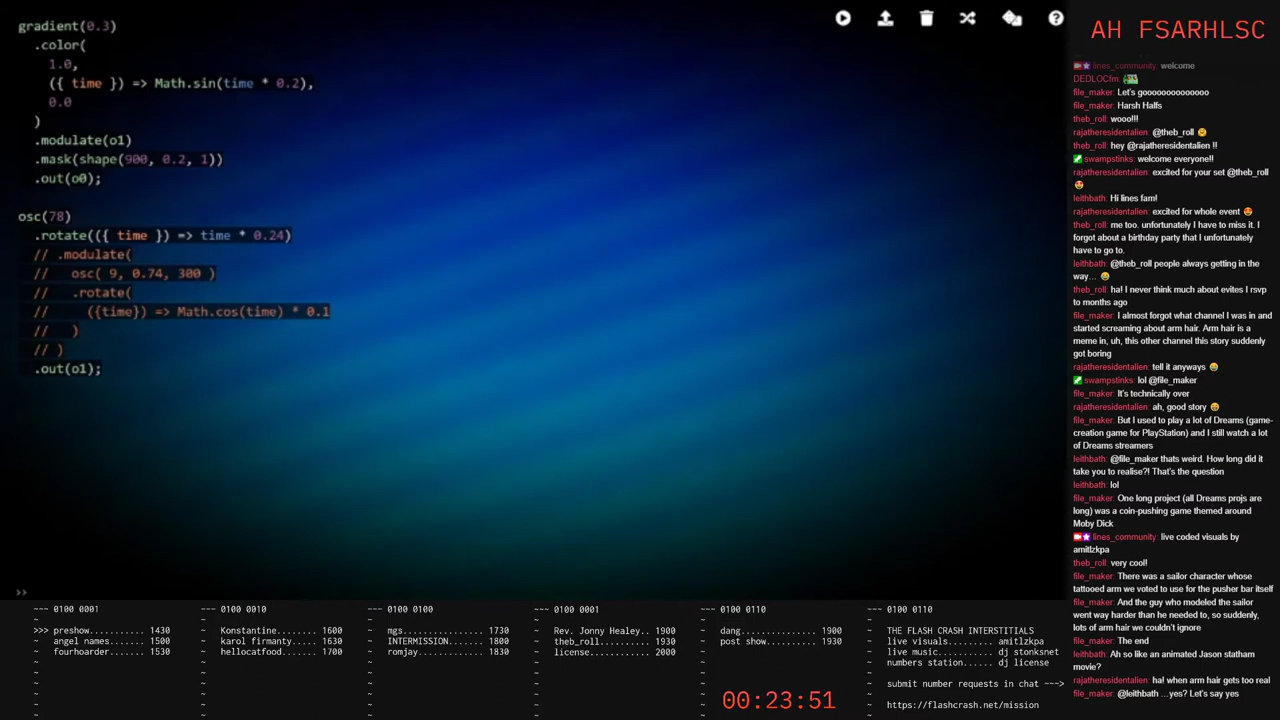 gradient(0.3)
.color(
1.0,
({ time }) => Math.sin(time * 0.2),
0.0
)
.modulate(o1)
.mask(shape(900, 0.2, 1))
.out(o0);
osc(78)
.rotate(({ time }) => time * 0.24)
// .modulate(
// osc( 9, 0.74, 300 )
// .rotate(
// ({time}) => Math.cos(time) * 0.1
// )
// )
.out(o1);
>>
AH FSARHLSC
lines_community: welcome
DEDLOCfm:
file_maker: Let's goooooooooooooo
file_maker: Harsh Halfs
theb_roll: wooo!!!
rajatheresidentalien: @theb_roll
theb_roll: hey @rajatheresidentalien !!
swampstinks: welcome everyone!!
rajatheresidentalien: excited for your set @theb_roll
leithbath: Hi lines fam!
rajatheresidentalien: excited for whole event
theb_roll: me too. unfortunately I have to miss it. I
forgot about a birthday party that I unfortunately
have to go to.
leithbath: @theb_roll people always getting in the
way...
theb_roll: ha! I never think much about evites I rsvp
to months ago
file_maker: I almost forgot what channel I was in and
started screaming about arm hair. Arm hair is a
meme in, uh, this other channel this story suddenly
got boring
rajatheresidentalien: tell it anyways
swampstinks: lol @file_maker
file_maker: It's technically over
rajatheresidentalien: ah, good story
file_maker: But I used to play a lot of Dreams (game-
creation game for PlayStation) and I still watch a lot
of Dreams streamers
leithbath: @file_maker thats weird. How long did it
take you to realise?! That's the question
leithbath: lol
file_maker: One long project (all Dreams projs are
long) was a coin-pushing game themed around
Moby Dick
lines_community: live coded visuals by
amitlzkpa
theb_roll: very cool!
file_maker: There was a sailor character whose
tattooed arm we voted to use for the pusher bar itself
file_maker: And the guy who modeled the sailor
went way harder than he needed to, so suddenly,
lots of arm hair we couldn't ignore
file_maker: The end
leithbath: Ah so like an animated Jason statham
movie?
rajatheresidentalien: ha! when arm hair gets too real
file_maker: @leithbath ...yes? Let's say yes
--- 0100 0001
~
>>> preshow.......... 1430
~ angel names...... 1500
~ fourhoarder...... 1530
~
~
~
~
~
--- 0100 0010
~
~ Konstantine...... 1600
~ karol firmanty... 1630
~ hellocatfood..... 1700
~
~
~
~
~
--- 0100 0100
~
~ mgs.............. 1730
~ INTERMISSION..... 1800
~ romjay........... 1830
~
~
~
~
~
~~~ 0100 0001
~
~ Rev. Jonny Healey.. 1900
~ theb_roll........ 1930
~ license.......... 2000
~
~
~
~
~
--- 0100 0110
~
~ dang............. 1900
~ post show........ 1930
~
~
~
~
~
~
00:23:51
--- 0100 0110
~
~ THE FLASH CRASH INTERSTITIALS
~ live visuals..... amitlzkpa
~ live music...... dj stonksnet
~ numbers station.. dj license
~
~ submit number requests in chat ~~~>
~
~ https://flashcrash.net/mission